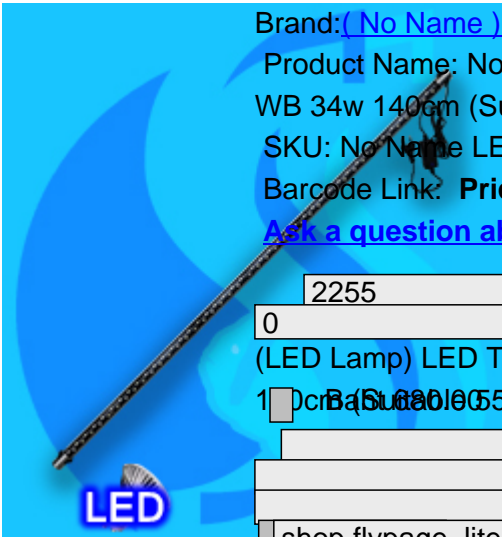 Brand:( No Name )
Product Name: No
WB 34w 140cm (Su
SKU: No Name LE
Barcode Link: Pric
Ask a question al
2255
0
(LED Lamp) LED T
LED
shop.flypage_lite